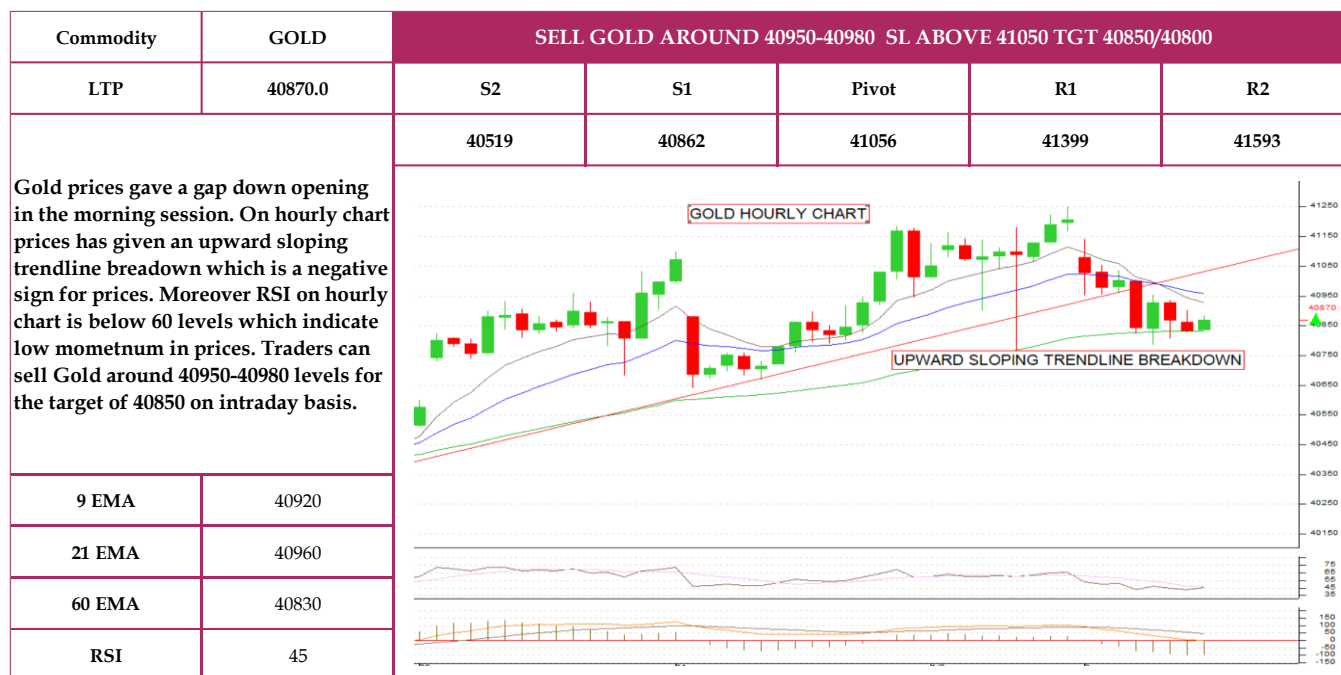 Commodity GOLD SELL GOLD AROUND 40950-40980 SL ABOVE 41050 TGT 40850/40800
LTP 40870.0 S2 S1 Pivot R1 R2
40519 40862 41056 41399 41593
Gold prices gave a gap down opening
in the morning session. On hourly chart
prices has given an upward sloping
trendline breadown which is a negative
sign for prices. Moreover RSI on hourly
chart is below 60 levels which indicate
low mometnum in prices. Traders can
sell Gold around 40950-40980 levels for
the target of 40850 on intraday basis.
9 EMA 40920
21 EMA 40960
60 EMA 40830
RSI 45
GOLD HOURLY CHART
UPWARD SLOPING TRENDLINE BREAKDOWN
41250
41150
41050
40950
40870.
40850
40750
40650
40550
40450
40350
40250
40150
75
65
55
45
35
150
100
50
0
-50
-100
-150